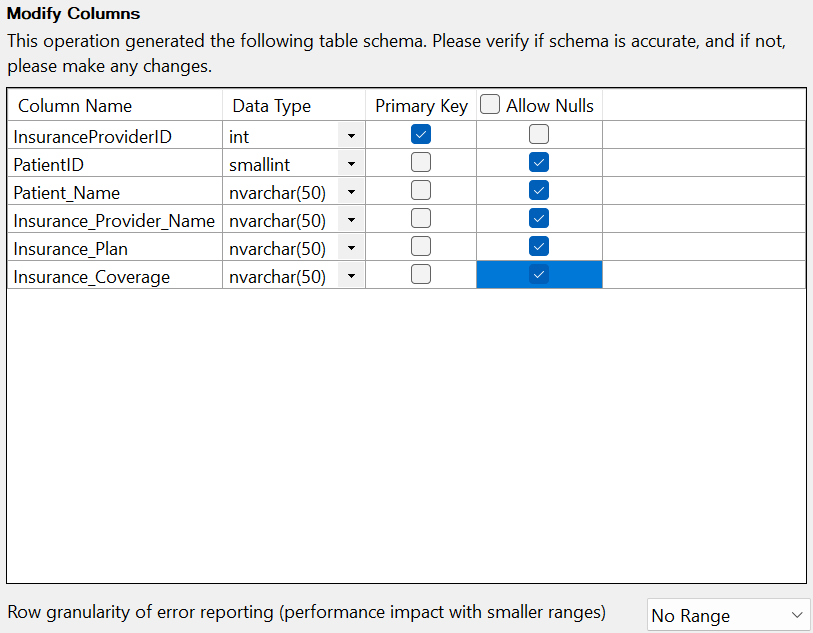 Modify Columns
This operation generated the following table schema. Please verify if schema is accurate, and if not,
please make any changes.
Column Name Data Type Primary Key Allow Nulls
InsuranceProviderID int
PatientID smallint
Patient_Name nvarchar(50)
Insurance_Provider_Name nvarchar(50)
Insurance_Plan nvarchar(50)
Insurance_Coverage nvarchar(50)
Row granularity of error reporting (performance impact with smaller ranges) No Range